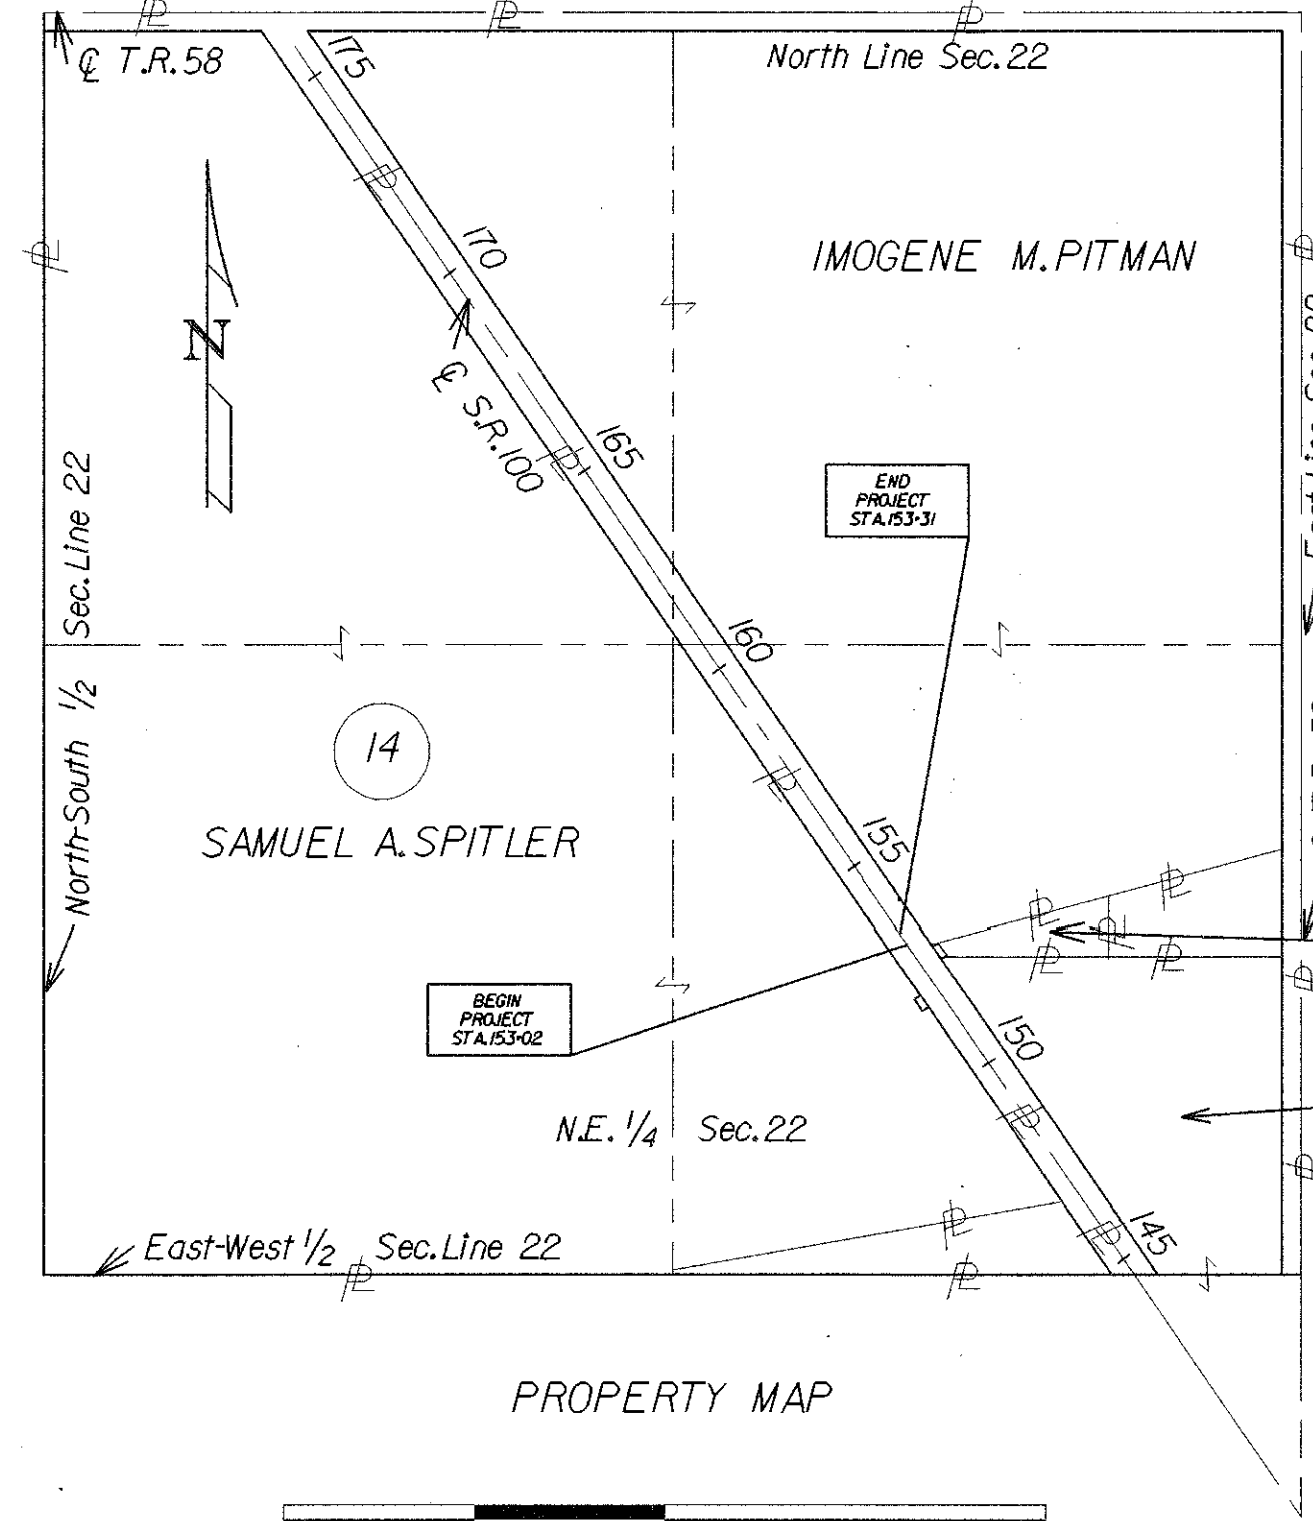 ℄ T.R.58
175
North Line Sec.22
170
IMOGENE M.PITMAN
N
℄ S.R.100
165
END
PROJECT
STA.153+31
North-South 1/2 Sec.Line 22
160
14
SAMUEL A.SPITLER
155
BEGIN
PROJECT
STA.153+02
150
N.E. 1/4 Sec.22
145
East-West 1/2 Sec.Line 22
PROPERTY MAP